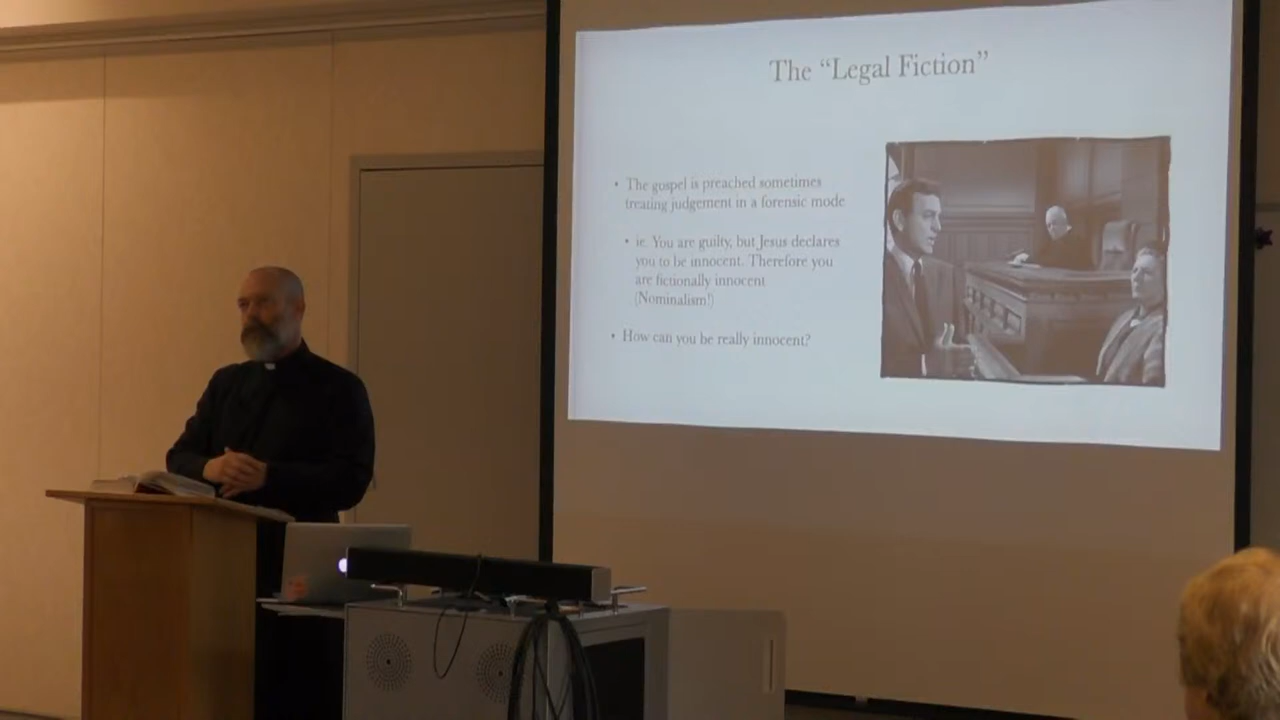 The “Legal Fiction”
• The gospel is preached sometimes
treating judgement in a forensic mode
• ie. You are guilty, but Jesus declares
you to be innocent. Therefore you
are fictionally innocent
(Nominalism!)
• How can you be really innocent?